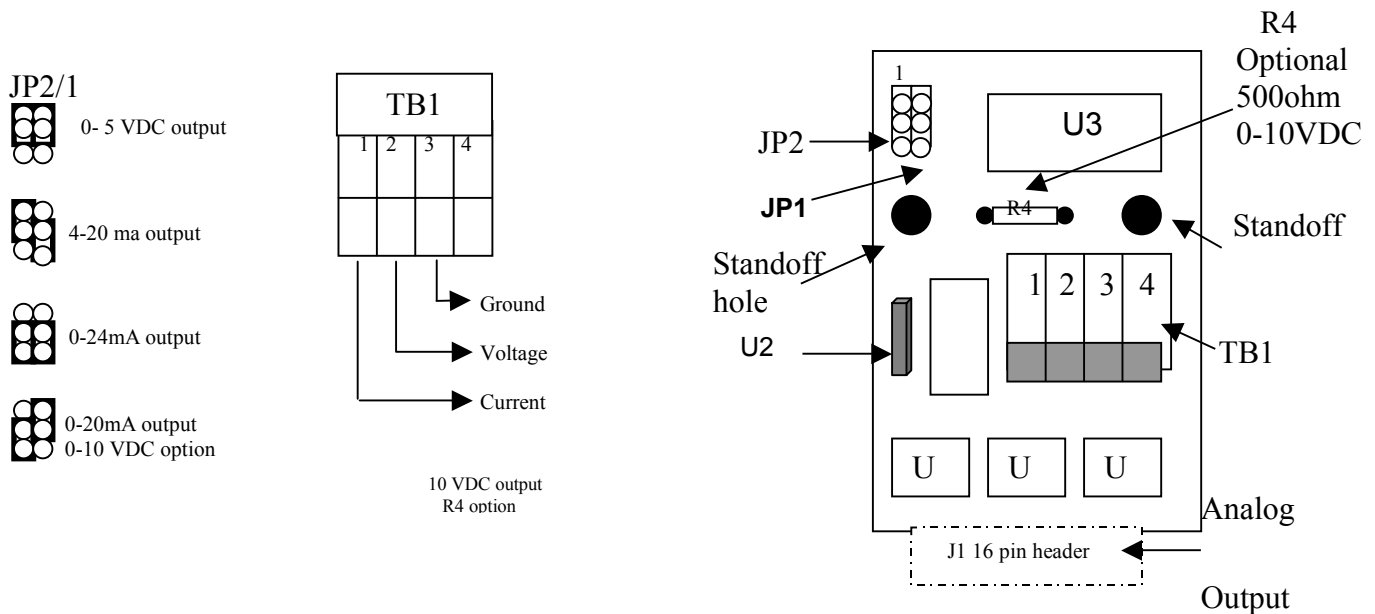 JP2/1
0- 5 VDC output
4-20 ma output
0-24mA output
0-20mA output
0-10 VDC option
TB1
1 2 3 4
Ground
Voltage
Current
10 VDC output
R4 option
R4
Optional
500ohm
0-10VDC
1
U3
JP2
JP1
R4
Standoff
Standoff
hole
1 2 3 4
U2
TB1
U U U
Analog
J1 16 pin header
Output